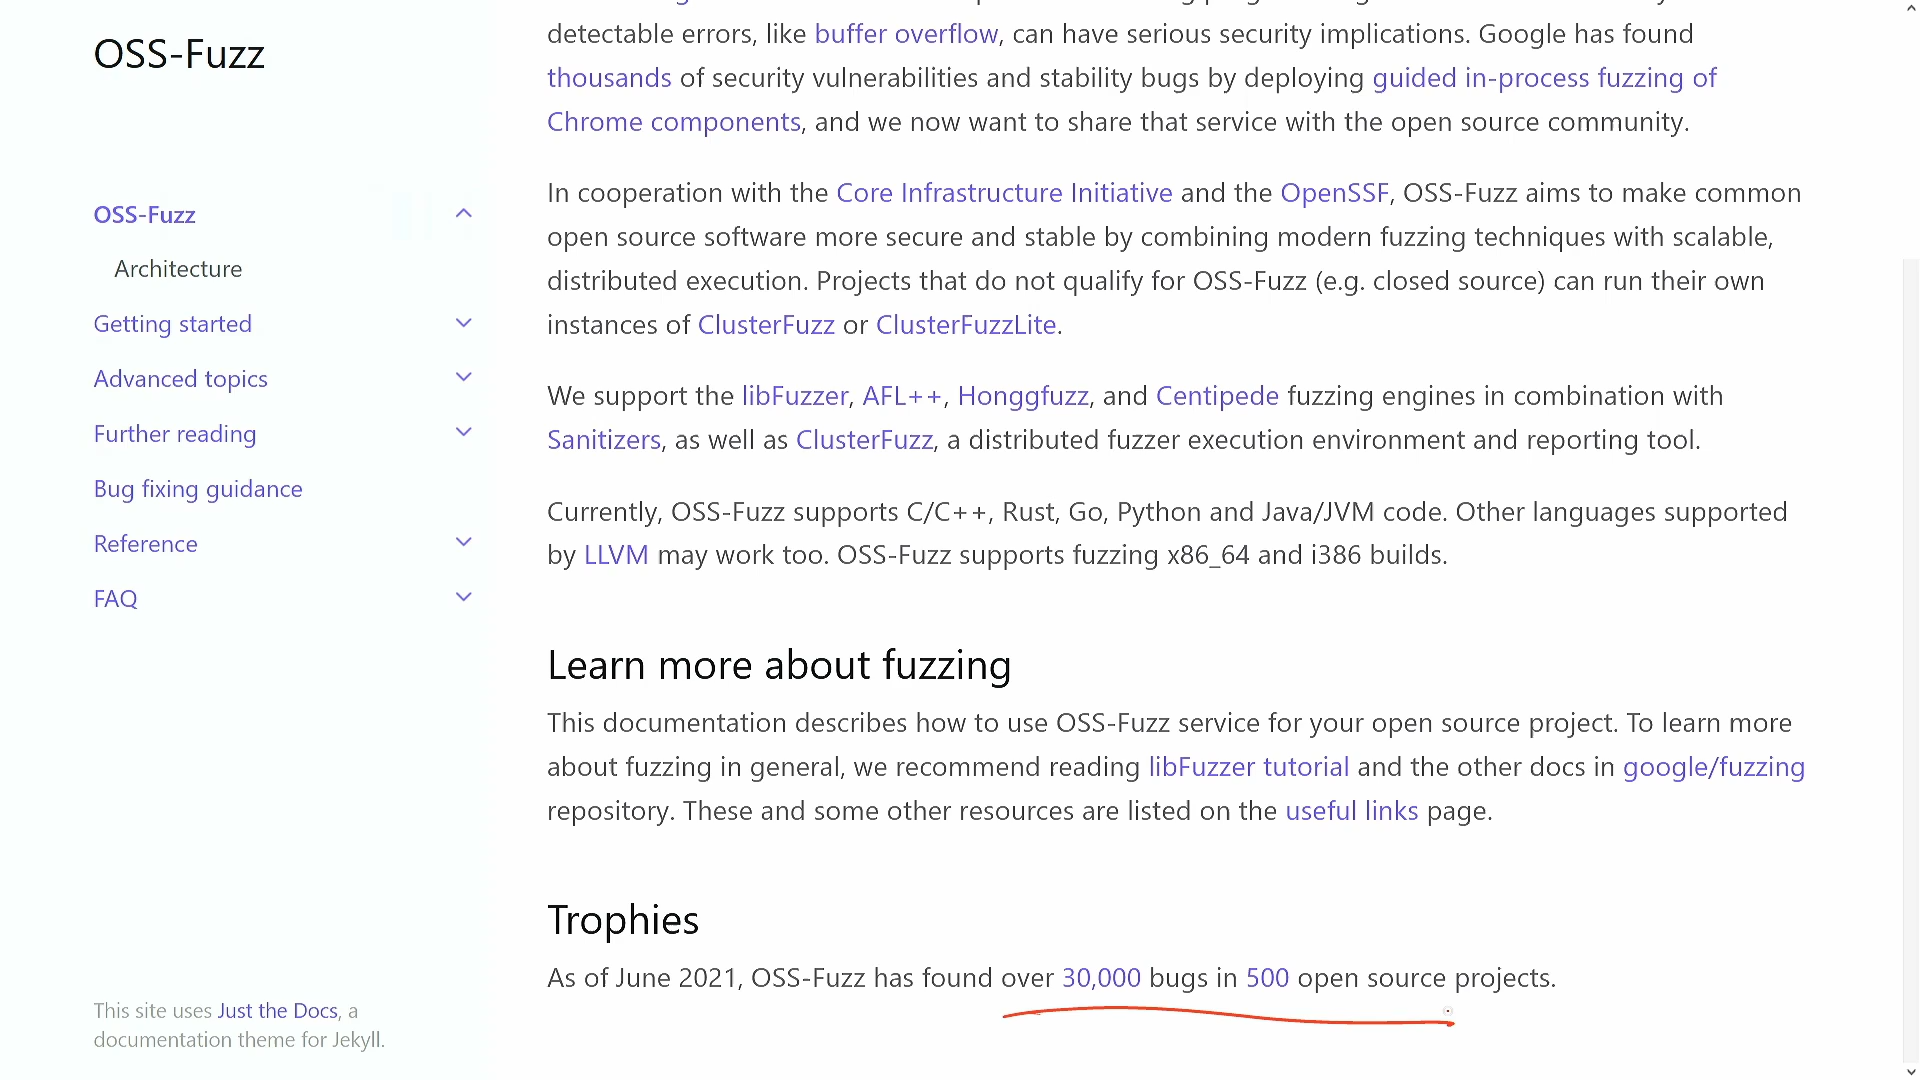 OSS-Fuzz
OSS-Fuzz
Architecture
Getting started
Advanced topics
Further reading
Bug fixing guidance
Reference
FAQ
This site uses Just the Docs, a
documentation theme for Jekyll.
detectable errors, like buffer overflow, can have serious security implications. Google has found
thousands of security vulnerabilities and stability bugs by deploying guided in-process fuzzing of
Chrome components, and we now want to share that service with the open source community.
In cooperation with the Core Infrastructure Initiative and the OpenSSF, OSS-Fuzz aims to make common
open source software more secure and stable by combining modern fuzzing techniques with scalable,
distributed execution. Projects that do not qualify for OSS-Fuzz (e.g. closed source) can run their own
instances of ClusterFuzz or ClusterFuzzLite.
We support the libFuzzer, AFL++, Honggfuzz, and Centipede fuzzing engines in combination with
Sanitizers, as well as ClusterFuzz, a distributed fuzzer execution environment and reporting tool.
Currently, OSS-Fuzz supports C/C++, Rust, Go, Python and Java/JVM code. Other languages supported
by LLVM may work too. OSS-Fuzz supports fuzzing x86_64 and i386 builds.
Learn more about fuzzing
This documentation describes how to use OSS-Fuzz service for your open source project. To learn more
about fuzzing in general, we recommend reading libFuzzer tutorial and the other docs in google/fuzzing
repository. These and some other resources are listed on the useful links page.
Trophies
As of June 2021, OSS-Fuzz has found over 30,000 bugs in 500 open source projects.